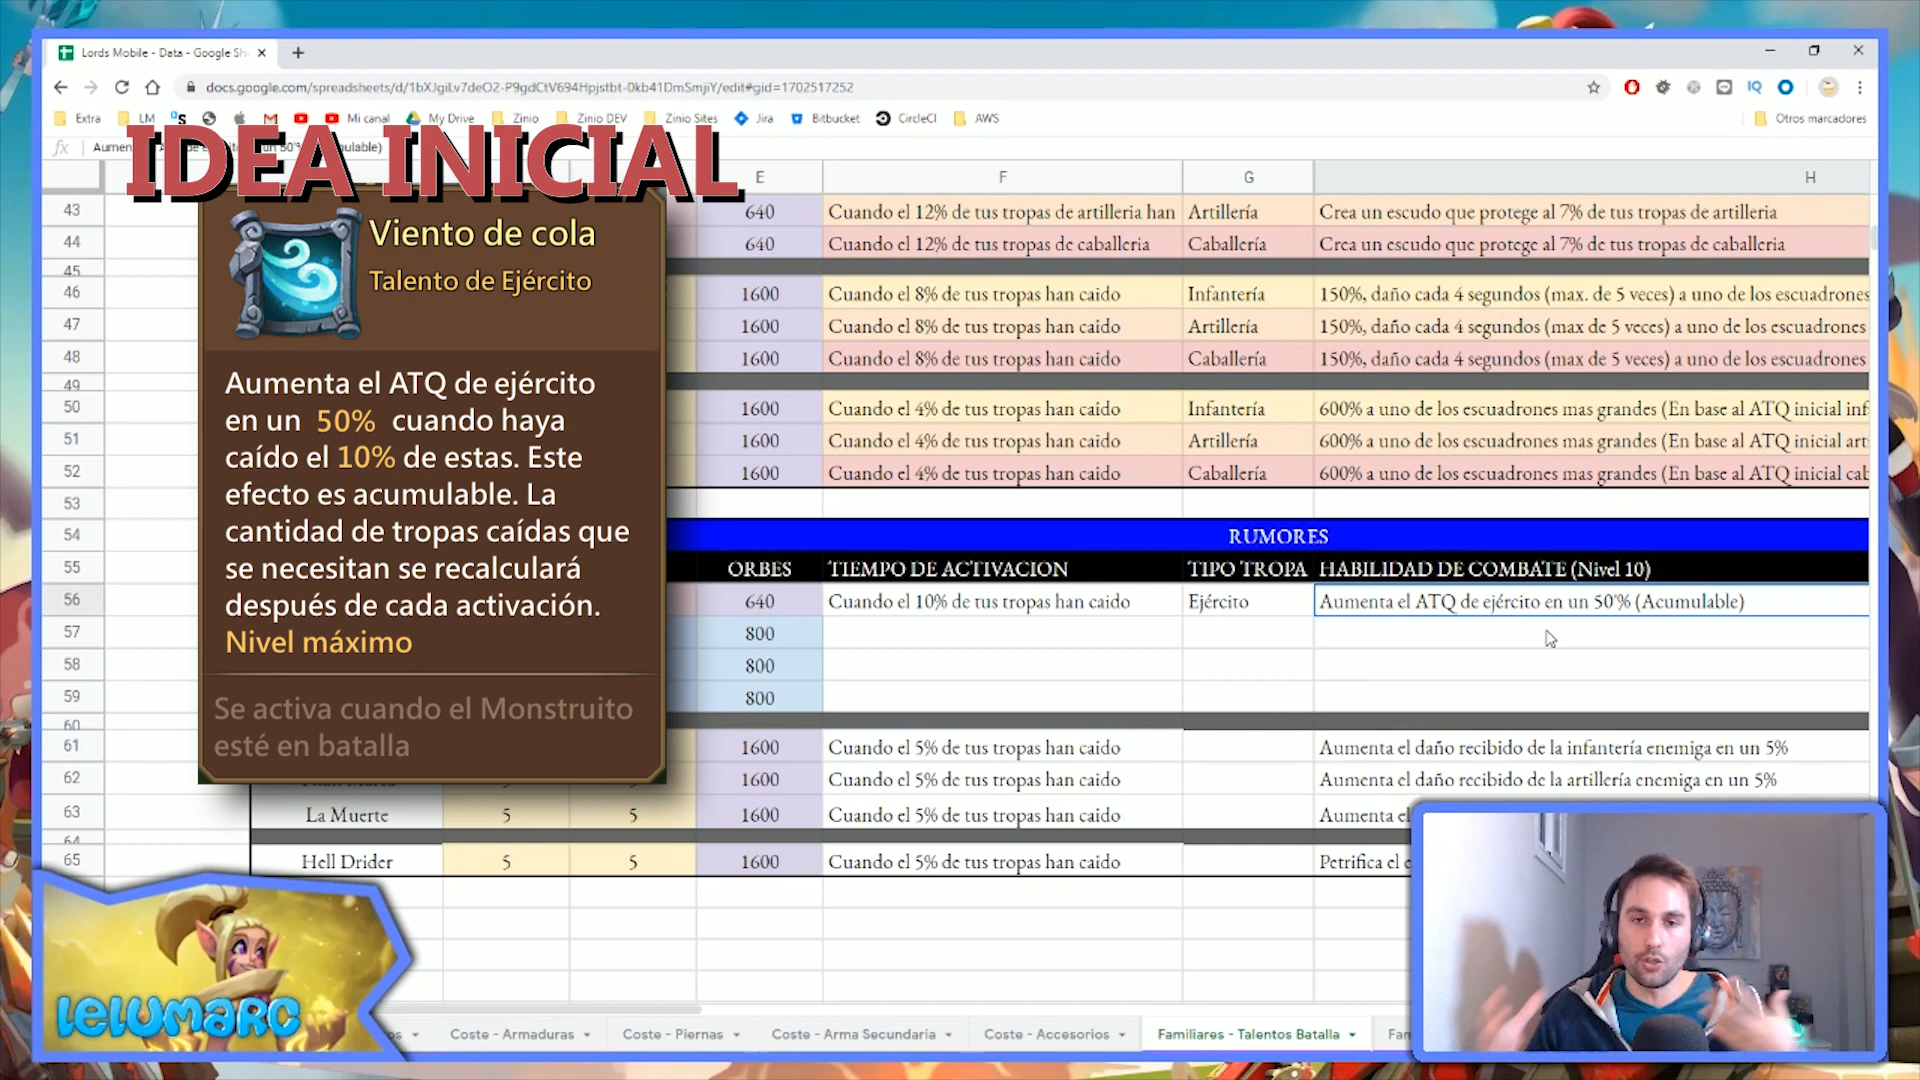 Lords Mobile - Data - Google Sh
docs.google.com/spreadsheets/d/1bXJgiLv7deO2-P9gdCtV694Hpjstbt-0kb41DmSmjiY/edit#gid=1702517252
Extra LM Mi canal My Drive Zinio Zinio DEV Zinio Sites Jira Bitbucket CircleCI AWS Otros marcadores
IDEA INICIAL
E F G H
43 640 Cuando el 12% de tus tropas de artilleria han Artillería Crea un escudo que protege al 7% de tus tropas de artilleria
44 640 Cuando el 12% de tus tropas de caballeria Caballería Crea un escudo que protege al 7% de tus tropas de caballeria
45
46 1600 Cuando el 8% de tus tropas han caido Infantería 150%, daño cada 4 segundos (max. de 5 veces) a uno de los escuadrones
47 1600 Cuando el 8% de tus tropas han caido Artillería 150%, daño cada 4 segundos (max de 5 veces) a uno de los escuadrones
48 1600 Cuando el 8% de tus tropas han caido Caballería 150%, daño cada 4 segundos (max de 5 veces) a uno de los escuadrones
49
50 1600 Cuando el 4% de tus tropas han caido Infantería 600% a uno de los escuadrones mas grandes (En base al ATQ inicial inf
51 1600 Cuando el 4% de tus tropas han caido Artillería 600% a uno de los escuadrones mas grandes (En base al ATQ inicial art
52 1600 Cuando el 4% de tus tropas han caido Caballería 600% a uno de los escuadrones mas grandes (En base al ATQ inicial cab
53
54 RUMORES
55 ORBES TIEMPO DE ACTIVACION TIPO TROPA HABILIDAD DE COMBATE (Nivel 10)
56 640 Cuando el 10% de tus tropas han caido Ejército Aumenta el ATQ de ejército en un 50% (Acumulable)
57 800
58 800
59 800
60
61 1600 Cuando el 5% de tus tropas han caido Aumenta el daño recibido de la infantería enemiga en un 5%
62 1600 Cuando el 5% de tus tropas han caido Aumenta el daño recibido de la artillería enemiga en un 5%
63 La Muerte 5 5 1600 Cuando el 5% de tus tropas han caido Aumenta el
64
65 Hell Drider 5 5 1600 Cuando el 5% de tus tropas han caido Petrifica el
Viento de cola
Talento de Ejército
Aumenta el ATQ de ejército
en un 50% cuando haya
caído el 10% de estas. Este
efecto es acumulable. La
cantidad de tropas caídas que
se necesitan se recalculará
después de cada activación.
Nivel máximo
Se activa cuando el Monstruito
esté en batalla
LELUMARC
Coste - Armaduras Coste - Piernas Coste - Arma Secundaria Coste - Accesorios Familiares - Talentos Batalla Fam